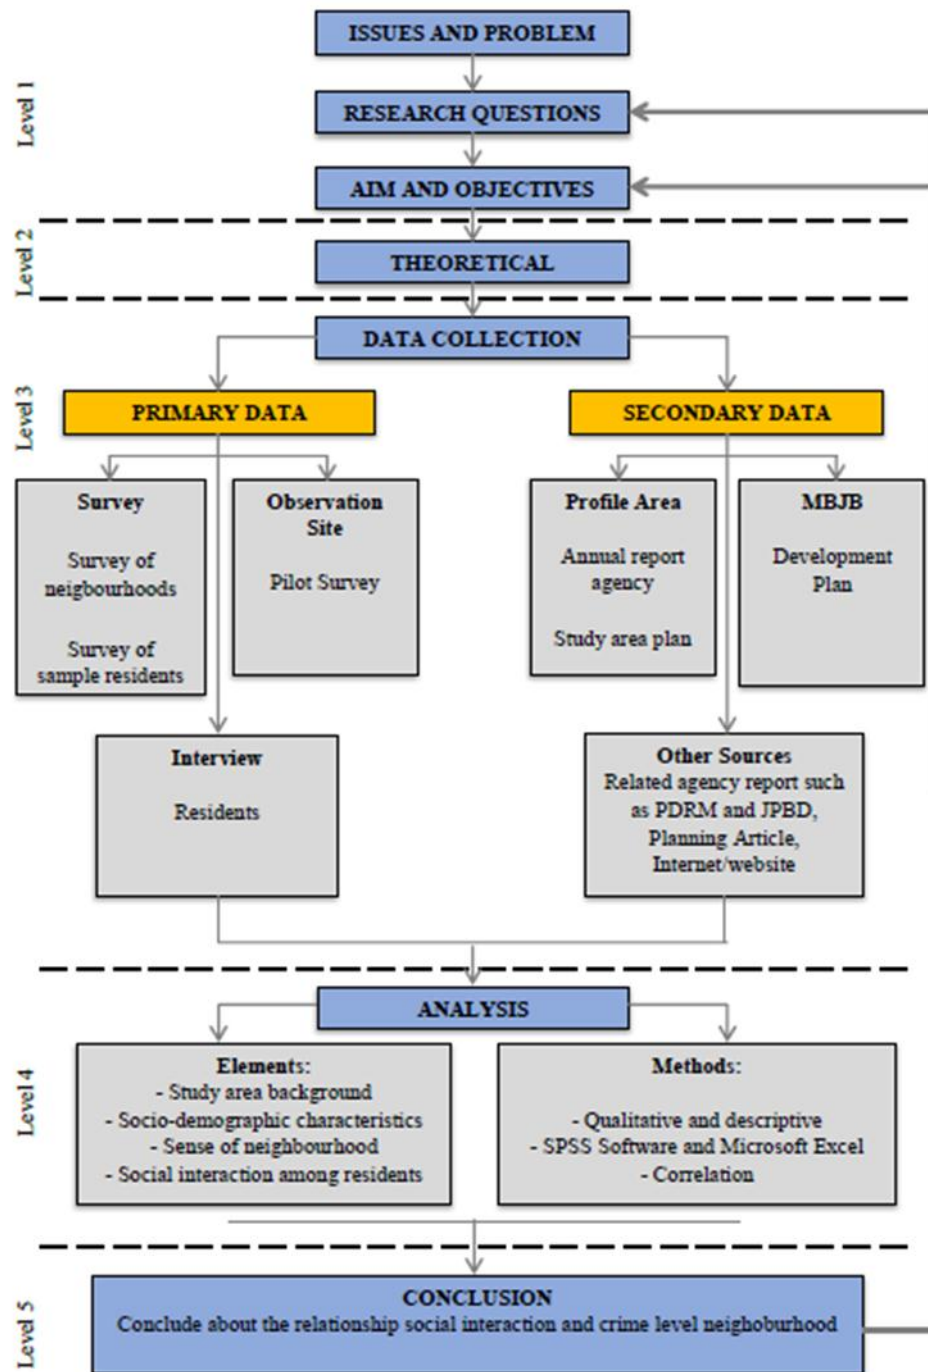 ISSUES AND PROBLEM
Level 1
RESEARCH QUESTIONS
AIM AND OBJECTIVES
Level 2
THEORETICAL
DATA COLLECTION
Level 3
PRIMARY DATA
SECONDARY DATA
Survey
Survey of
neigbourhoods
Survey of
sample residents
Observation
Site
Pilot Survey
Profile Area
Annual report
agency
Study area plan
MBJB
Development
Plan
Interview
Residents
Other Sources
Related agency report such
as PDRM and JPBD,
Planning Article,
Internet/website
ANALYSIS
Level 4
Elements:
- Study area background
- Socio-demographic characteristics
- Sense of neighbourhood
- Social interaction among residents
Methods:
- Qualitative and descriptive
- SPSS Software and Microsoft Excel
- Correlation
Level 5
CONCLUSION
Conclude about the relationship social interaction and crime level neighoburhood